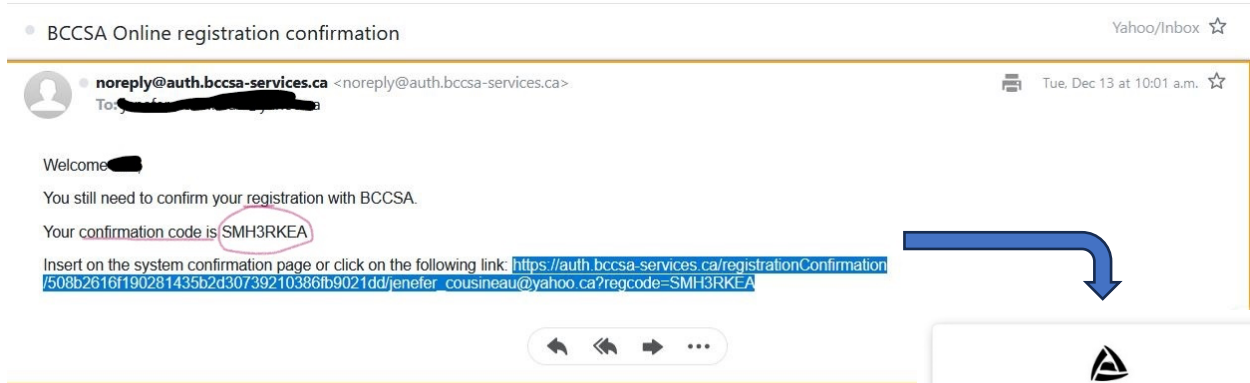 BCCSA Online registration confirmation
Yahoo/Inbox
noreply@auth.bccsa-services.ca <noreply@auth.bccsa-services.ca>
Tue, Dec 13 at 10:01 a.m.
To:
Welcome
You still need to confirm your registration with BCCSA.
Your confirmation code is SMH3RKEA
Insert on the system confirmation page or click on the following link: https://auth.bccsa-services.ca/registrationConfirmation
/508b2616f190281435b2d30739210386fb9021dd/jenefer_cousineau@yahoo.ca?regcode=SMH3RKEA